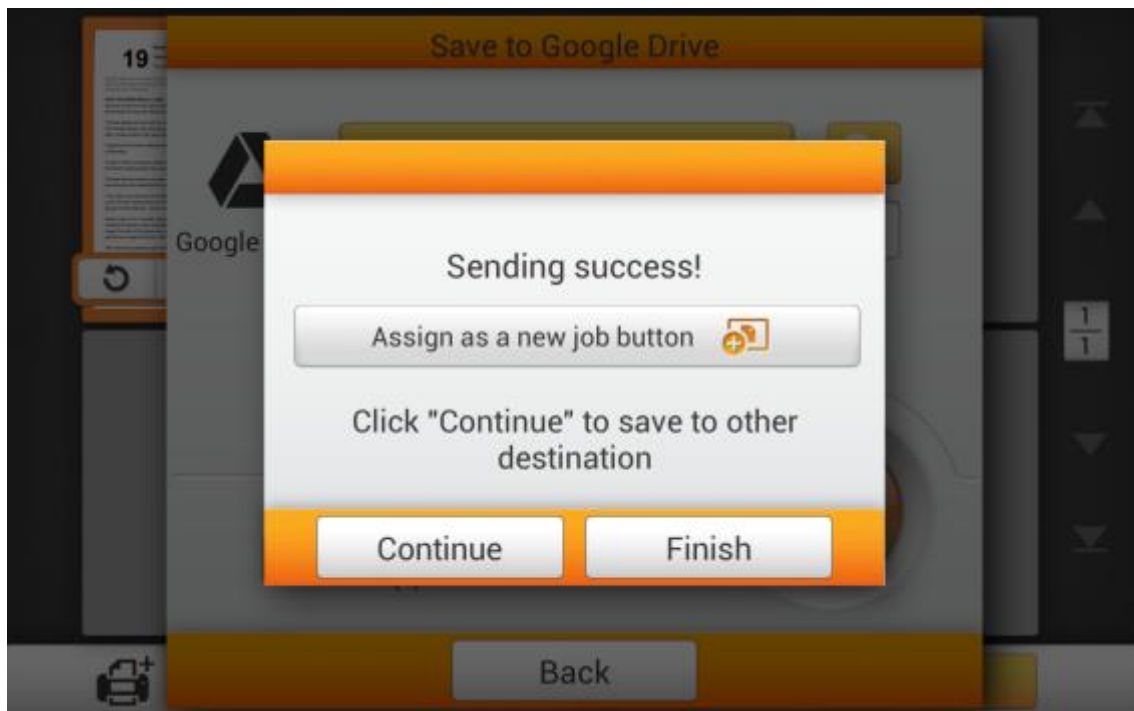 Save to Google Drive
19
Google
Sending success!
Assign as a new job button
Click "Continue" to save to other
destination
1
1
Continue
Finish
Back